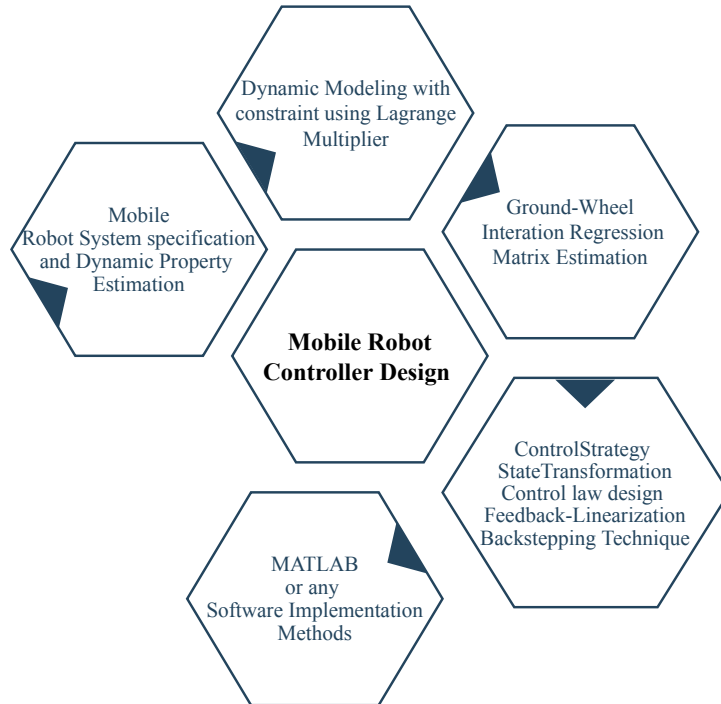 Dynamic Modeling with
constraint using Lagrange
Multiplier
Mobile
Robot System specification
and Dynamic Property
Estimation
Ground-Wheel
Interation Regression
Matrix Estimation
Mobile Robot
Controller Design
ControlStrategy
StateTransformation
Control law design
Feedback-Linearization
Backstepping Technique
MATLAB
or any
Software Implementation
Methods